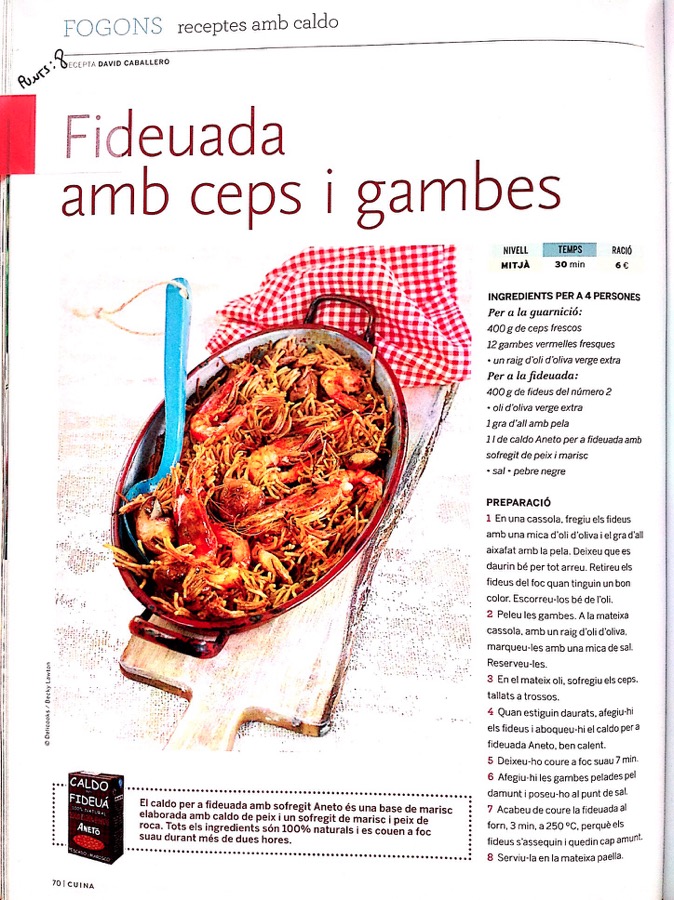 FOGONS receptes amb caldo
Punts: 8
RECEPTA DAVID CABALLERO
Fideuada
amb ceps i gambes
NIVELL TEMPS RACIÓ
MITJÀ 30 min 6 €
INGREDIENTS PER A 4 PERSONES
Per a la guarnició:
400 g de ceps frescos
12 gambes vermelles fresques
• un raig d'oli d'oliva verge extra
Per a la fideuada:
400 g de fideus del número 2
• oli d'oliva verge extra
1 gra d'all amb pela
1 l de caldo Aneto per a fideuada amb
sofregit de peix i marisc
• sal • pebre negre
PREPARACIÓ
1 En una cassola, fregiu els fideus
amb una mica d'oli d'oliva i el gra d'all
aixafat amb la pela. Deixeu que es
daurin bé per tot arreu. Retireu els
fideus del foc quan tinguin un bon
color. Escorreu-los bé de l'oli.
2 Peleu les gambes. A la mateixa
cassola, amb un raig d'oli d'oliva,
marqueu-les amb una mica de sal.
Reserveu-les.
3 En el mateix oli, sofregiu els ceps,
tallats a trossos.
4 Quan estiguin daurats, afegiu-hi
els fideus i aboqueu-hi el caldo per a
fideuada Aneto, ben calent.
5 Deixeu-ho coure a foc suau 7 min.
6 Afegiu-hi les gambes pelades pel
damunt i poseu-ho al punt de sal.
7 Acabeu de coure la fideuada al
forn, 3 min, a 250 ºC, perquè els
fideus s'assequin i quedin cap amunt.
8 Serviu-la en la mateixa paella.
© Delicooks / Becky Lawton
CALDO
FIDEUÁ
100% NATURAL
ANETO
PESCADO MARISCO
El caldo per a fideuada amb sofregit Aneto és una base de marisc
elaborada amb caldo de peix i un sofregit de marisc i peix de
roca. Tots els ingredients són 100% naturals i es couen a foc
suau durant més de dues hores.
70 | CUINA